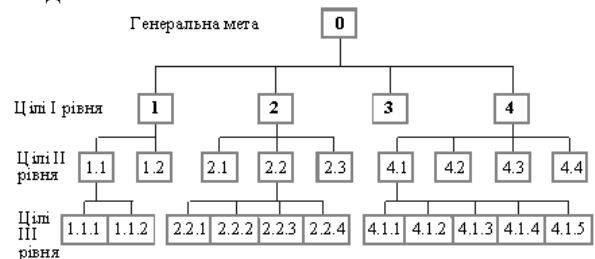 Генеральна мета 0
Цілі I рівня 1 2 3 4
Цілі II
рівня
1.1 1.2 2.1 2.2 2.3 4.1 4.2 4.3 4.4
Цілі
III
рівня
1.1.1 1.1.2 2.2.1 2.2.2 2.2.3 2.2.4 4.1.1 4.1.2 4.1.3 4.1.4 4.1.5